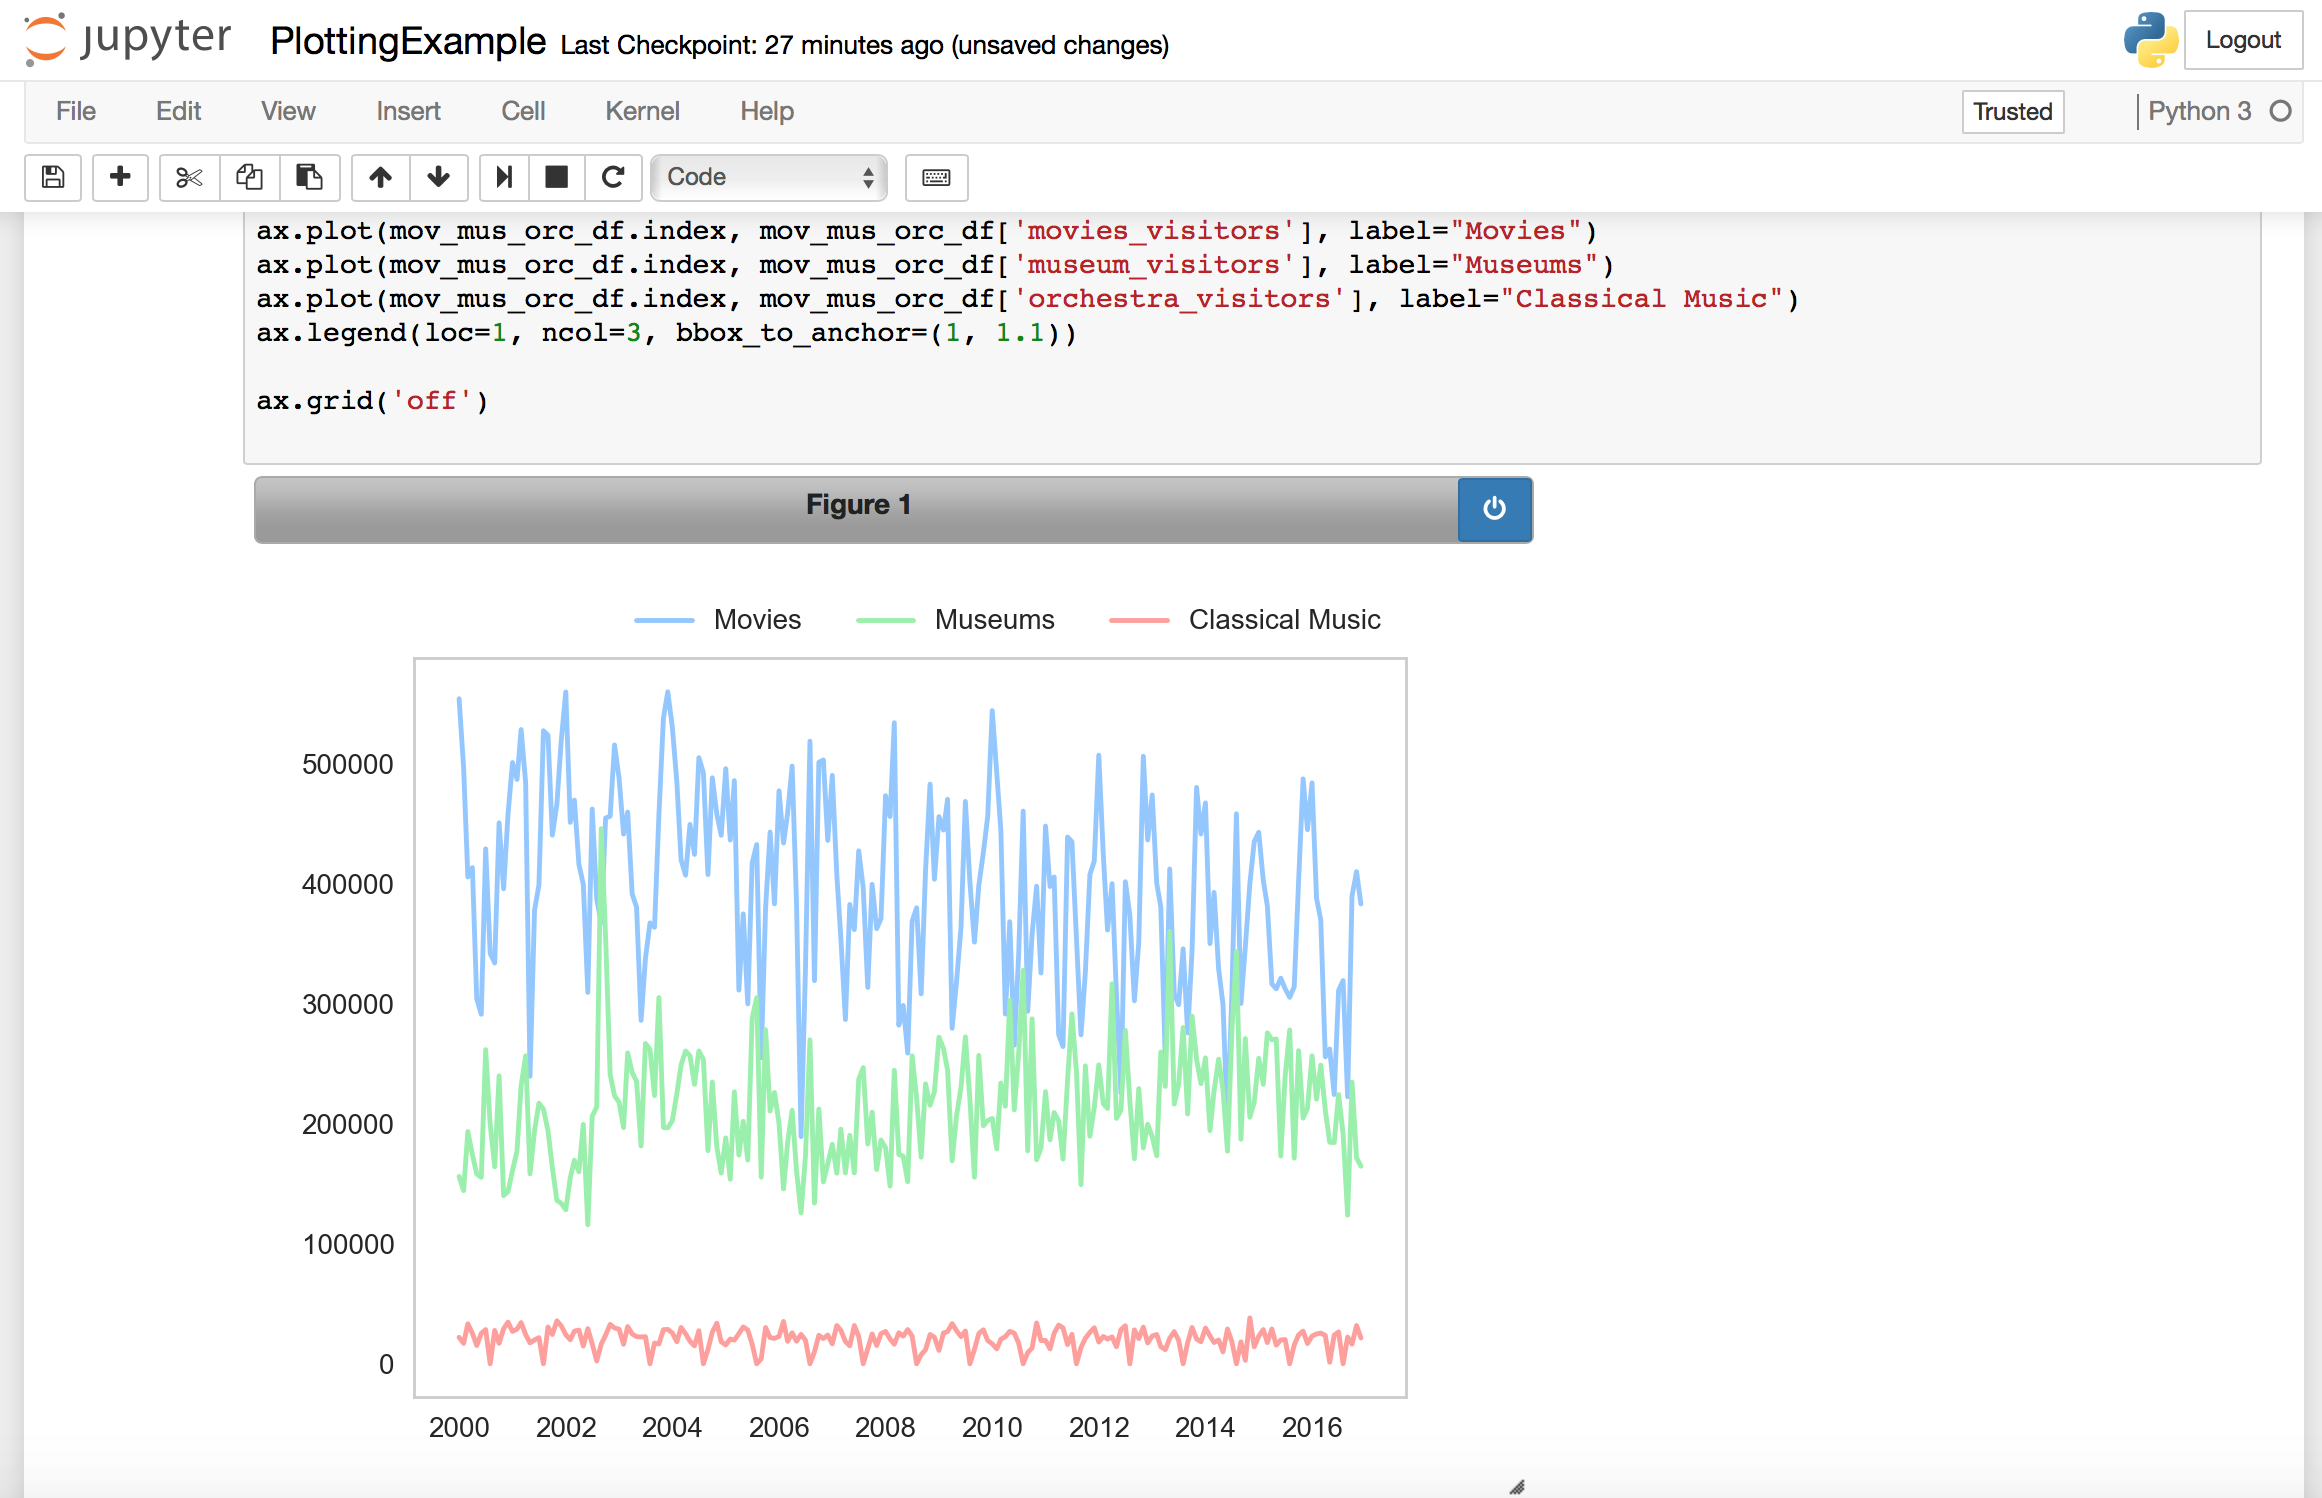 jupyter PlottingExample Last Checkpoint: 27 minutes ago (unsaved changes) Logout
File Edit View Insert Cell Kernel Help Trusted Python 3
Code
ax.plot(mov_mus_orc_df.index, mov_mus_orc_df['movies_visitors'], label="Movies")
ax.plot(mov_mus_orc_df.index, mov_mus_orc_df['museum_visitors'], label="Museums")
ax.plot(mov_mus_orc_df.index, mov_mus_orc_df['orchestra_visitors'], label="Classical Music")
ax.legend(loc=1, ncol=3, bbox_to_anchor=(1, 1.1))
ax.grid('off')
Figure 1
Movies Museums Classical Music
500000
400000
300000
200000
100000
0
2000 2002 2004 2006 2008 2010 2012 2014 2016